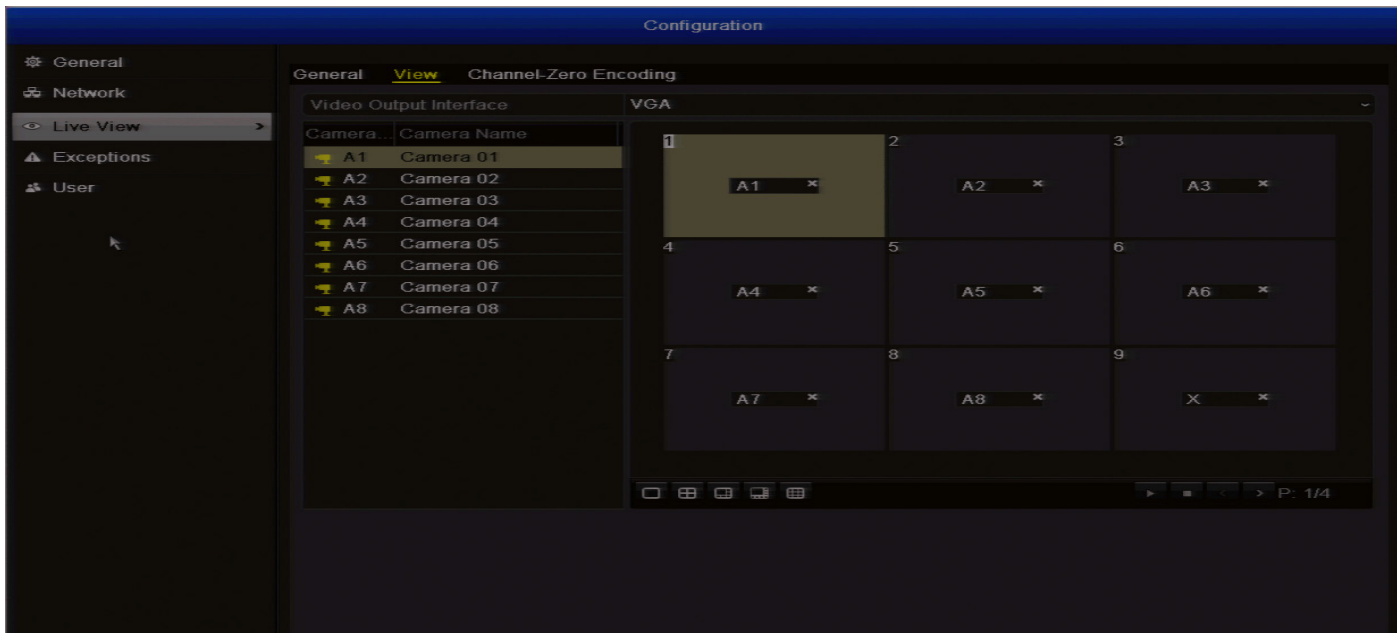 Configuration
General
Network
Live View
Exceptions
User
General View Channel-Zero Encoding
Video Output Interface VGA
Camera... Camera Name
A1 Camera 01
A2 Camera 02
A3 Camera 03
A4 Camera 04
A5 Camera 05
A6 Camera 06
A7 Camera 07
A8 Camera 08
1 2 3
A1 A2 A3
4 5 6
A4 A5 A6
7 8 9
A7 A8 X
P: 1/4